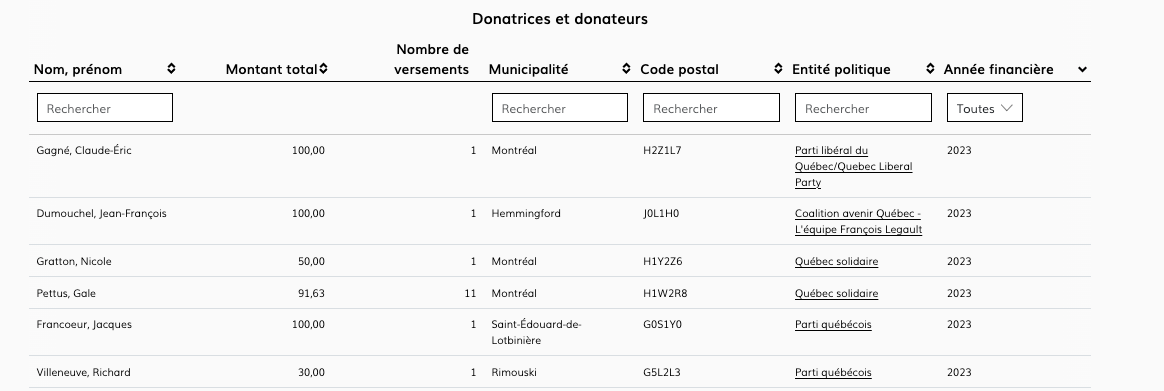 Donatrices et donateurs
Nom, prénom Montant total Nombre de versements Municipalité Code postal Entité politique Année financière
Rechercher Rechercher Rechercher Rechercher Toutes
Gagné, Claude-Éric 100,00 1 Montréal H2Z1L7 Parti libéral du 2023
Québec/Quebec Liberal
Party
Dumouchel, Jean-François 100,00 1 Hemmingford J0L1H0 Coalition avenir Québec - 2023
L'équipe François Legault
Gratton, Nicole 50,00 1 Montréal H1Y2Z6 Québec solidaire 2023
Pettus, Gale 91,63 11 Montréal H1W2R8 Québec solidaire 2023
Francoeur, Jacques 100,00 1 Saint-Édouard-de- G0S1Y0 Parti québécois 2023
Lotbinière
Villeneuve, Richard 30,00 1 Rimouski G5L2L3 Parti québécois 2023